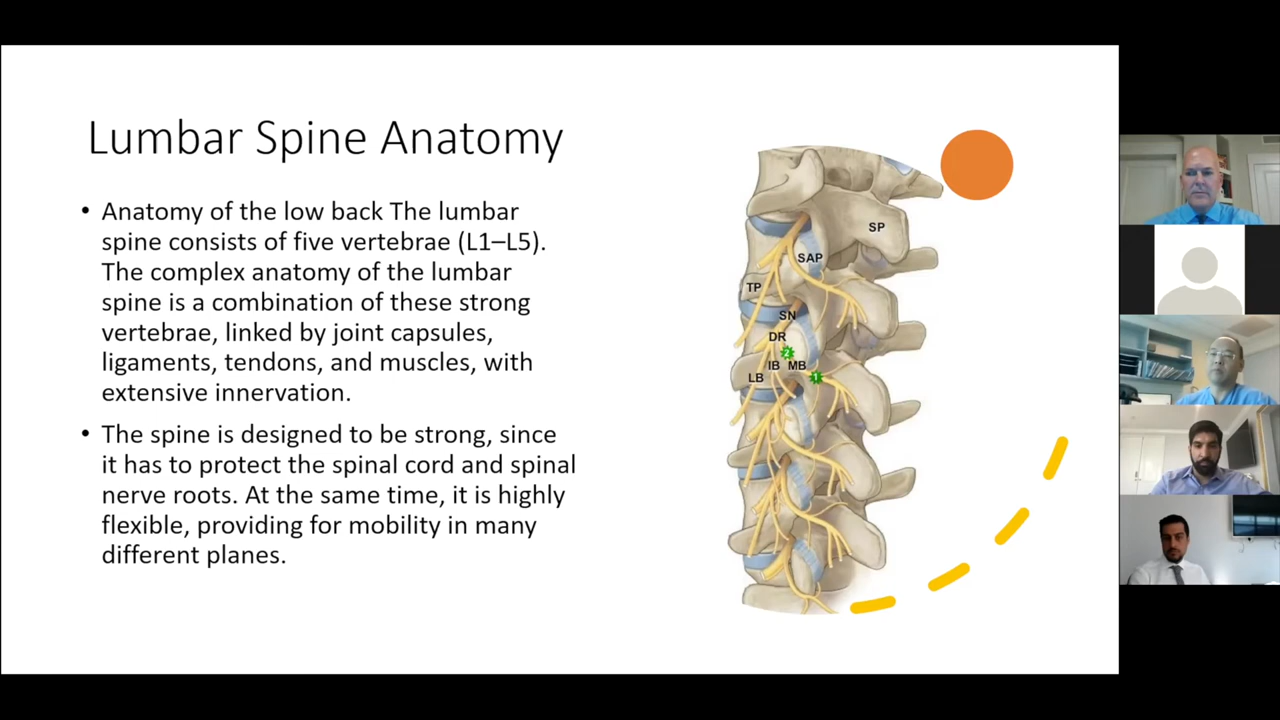 Lumbar Spine Anatomy
• Anatomy of the low back The lumbar
spine consists of five vertebrae (L1–L5).
The complex anatomy of the lumbar
spine is a combination of these strong
vertebrae, linked by joint capsules,
ligaments, tendons, and muscles, with
extensive innervation.
• The spine is designed to be strong, since
it has to protect the spinal cord and spinal
nerve roots. At the same time, it is highly
flexible, providing for mobility in many
different planes.
SP
SAP
TP
SN
DR
2
IB MB
LB
1